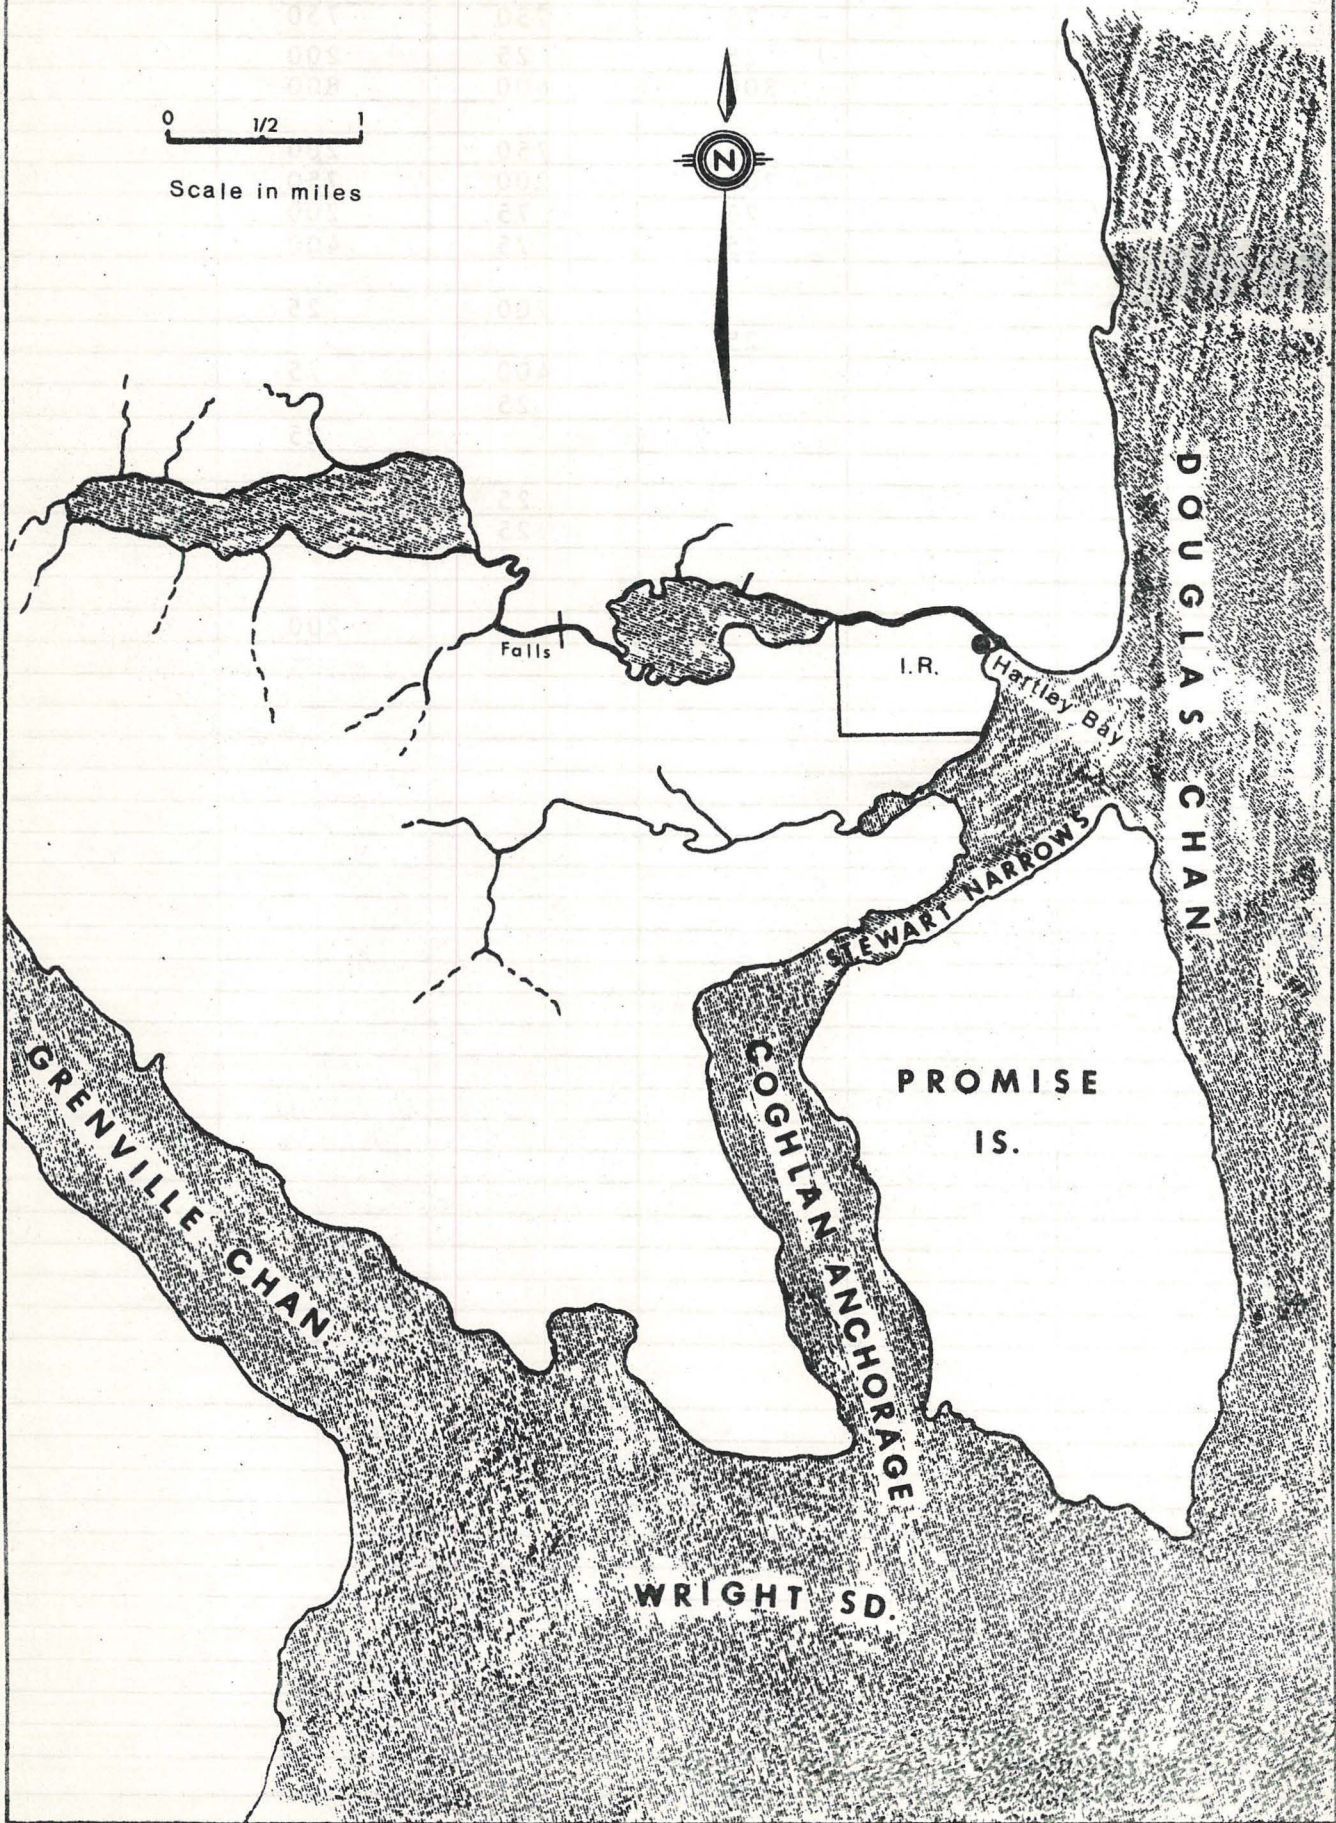 0 1/2 1
Scale in miles
N
DOUGLAS CHAN
Falls
I.R.
Hartley Bay
STEWART NARROWS
GRENVILLE CHAN.
COGHLAN ANCHORAGE
PROMISE
IS.
WRIGHT SD.